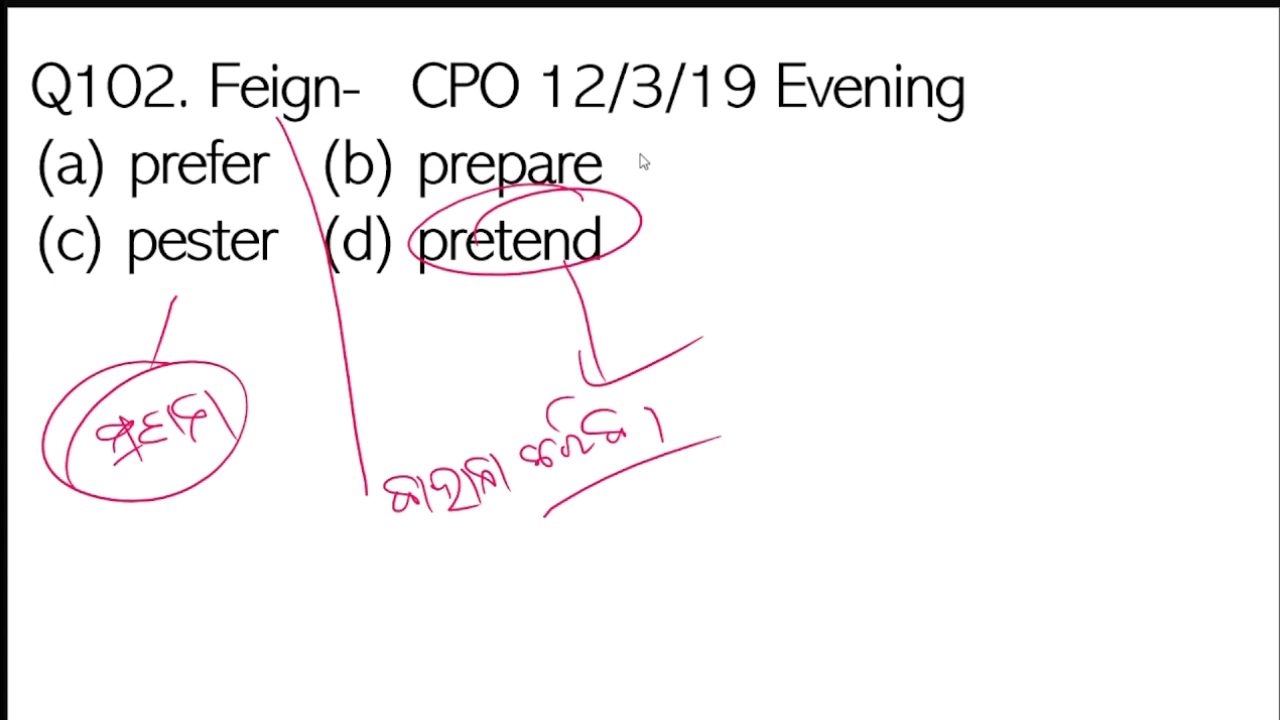 Q102. Feign- CPO 12/3/19 Evening
(a) prefer (b) prepare
(c) pester (d) pretend